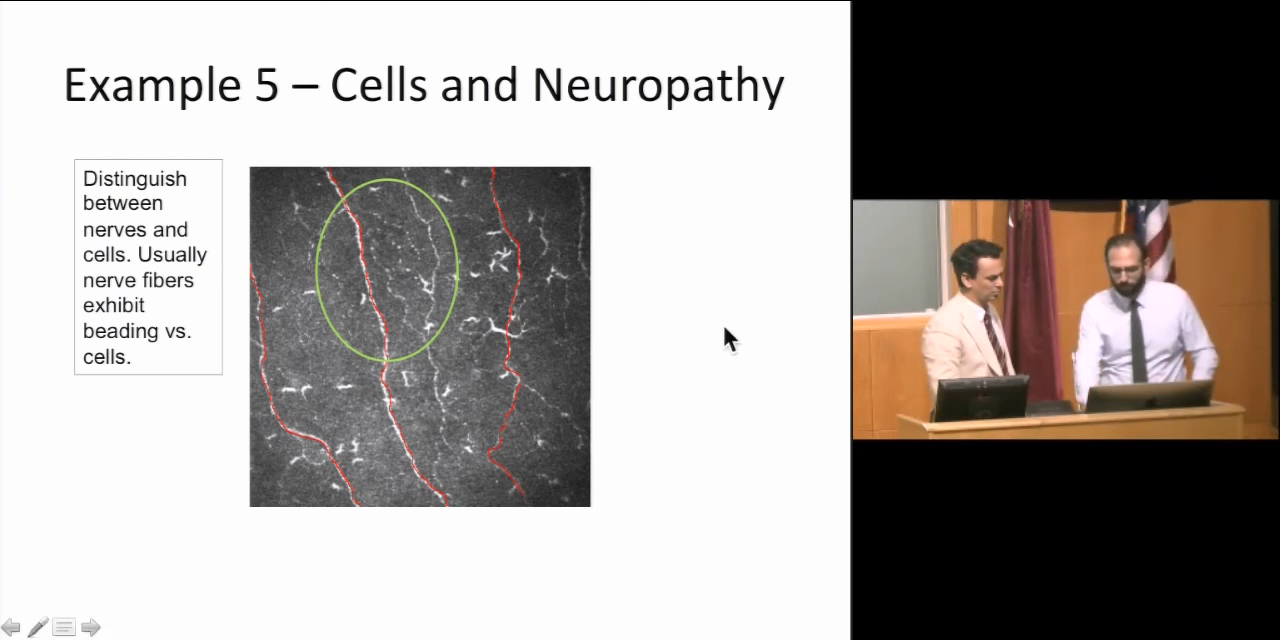 Example 5 – Cells and Neuropathy
Distinguish
between
nerves and
cells. Usually
nerve fibers
exhibit
beading vs.
cells.